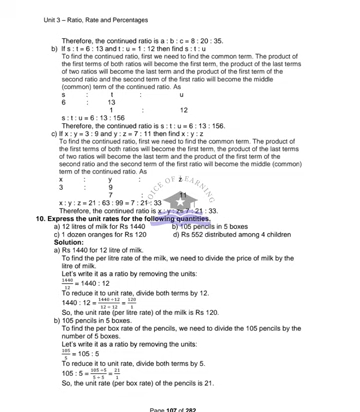 Unit 3 – Ratio, Rate and Percentages
Therefore, the continued ratio is a : b : c = 8 : 20 : 35.
b) If s : t = 6 : 13 and t : u = 1 : 12 then find s : t : u
To find the continued ratio, first we need to find the common term. The product of
the first terms of both ratios will become the first term, the product of the last terms
of two ratios will become the last term and the product of the first term of the
second ratio and the second term of the first ratio will become the middle
(common) term of the continued ratio. As
s : t : u
6 : 13
1 : 12
s : t : u = 6 : 13 : 156
Therefore, the continued ratio is s : t : u = 6 : 13 : 156.
c) If x : y = 3 : 9 and y : z = 7 : 11 then find x : y : z
To find the continued ratio, first we need to find the common term. The product of
the first terms of both ratios will become the first term, the product of the last terms
of two ratios will become the last term and the product of the first term of the
second ratio and the second term of the first ratio will become the middle (common)
term of the continued ratio. As
x : y : z
3 : 9
7 : 11
x : y : z = 21 : 63 : 99 = 7 : 21 : 33
Therefore, the continued ratio is x : y : z = 7 : 21 : 33.
10. Express the unit rates for the following quantities.
a) 12 litres of milk for Rs 1440 b) 105 pencils in 5 boxes
c) 1 dozen oranges for Rs 120 d) Rs 552 distributed among 4 children
Solution:
a) Rs 1440 for 12 litre of milk.
To find the per litre rate of the milk, we need to divide the price of milk by the
litre of milk.
Let's write it as a ratio by removing the units:
1440/12 = 1440 : 12
To reduce it to unit rate, divide both terms by 12.
1440 : 12 = 1440 ÷12/12 ÷ 12 = 120/1
So, the unit rate (per litre rate) of the milk is Rs 120.
b) 105 pencils in 5 boxes.
To find the per box rate of the pencils, we need to divide the 105 pencils by the
number of 5 boxes.
Let's write it as a ratio by removing the units:
105/5 = 105 : 5
To reduce it to unit rate, divide both terms by 5.
105 : 5 = 105 ÷5/5 ÷ 5 = 21/1
So, the unit rate (per box rate) of the pencils is 21.
Page 107 of 282